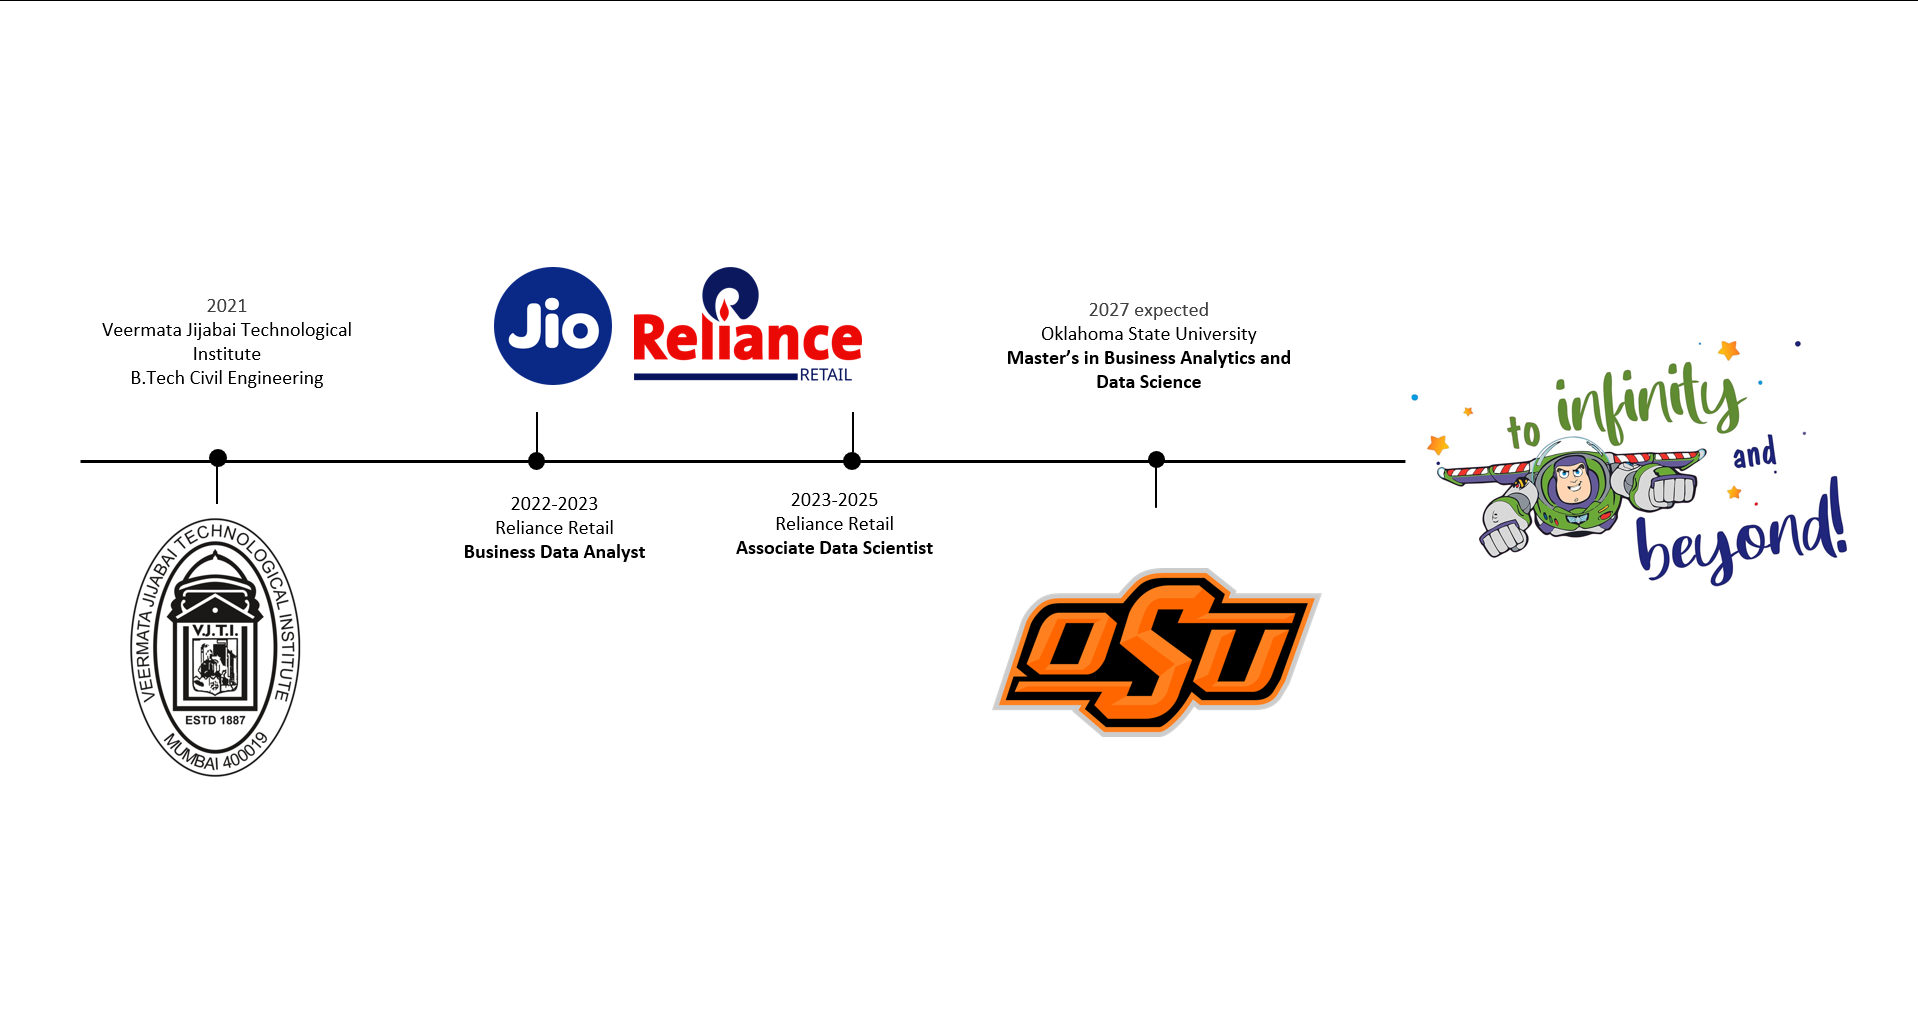 2021
Veermata Jijabai Technological
Institute
B.Tech Civil Engineering
VEERMATA JIJABAI TECHNOLOGICAL INSTITUTE
V.J.T.I.
ESTD 1887
MUMBAI 400019
Jio
Reliance
RETAIL
2022-2023
Reliance Retail
Business Data Analyst
2023-2025
Reliance Retail
Associate Data Scientist
2027 expected
Oklahoma State University
Master’s in Business Analytics and
Data Science
OSU
to infinity
and
beyond!